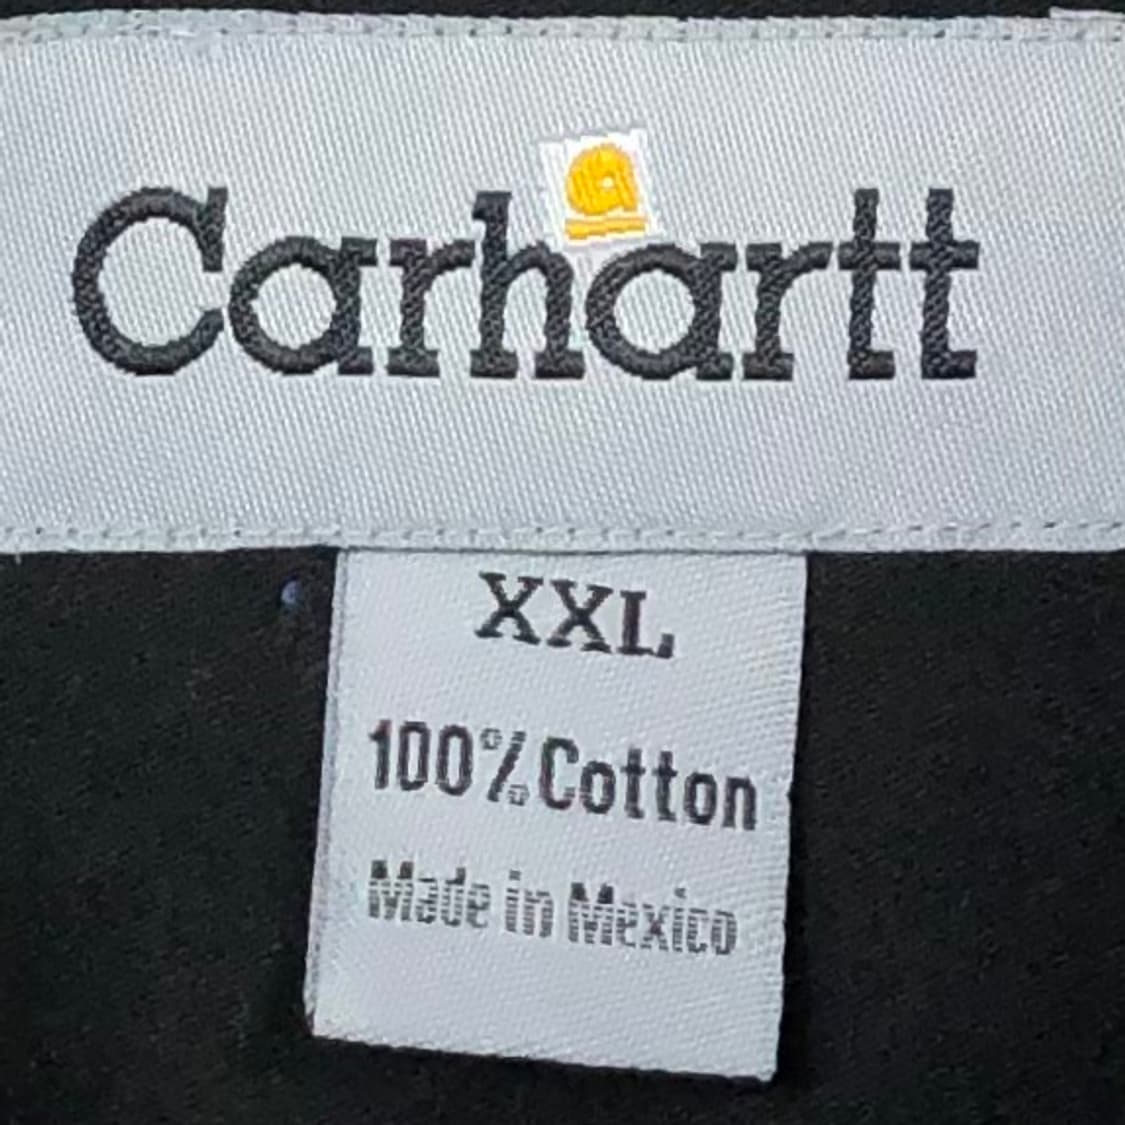 Carhartt
XXL
100% Cotton
Made in Mexico